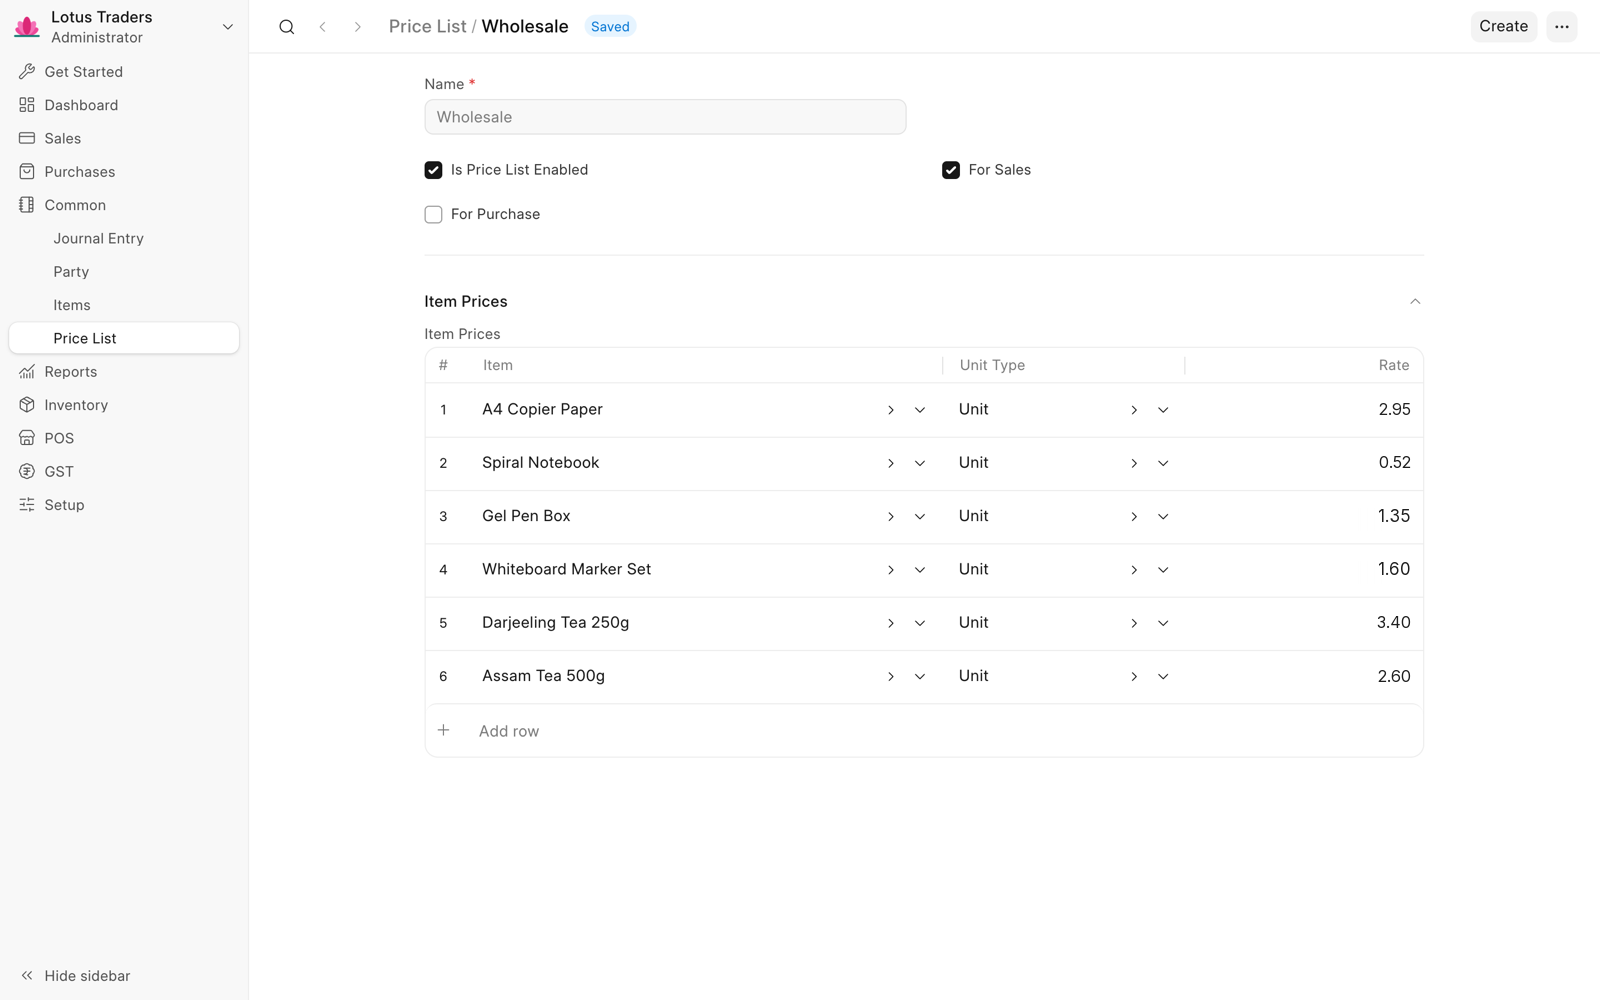 Lotus Traders
Administrator
Get Started
Dashboard
Sales
Purchases
Common
Journal Entry
Party
Items
Price List
Reports
Inventory
POS
GST
Setup
Hide sidebar
Price List / Wholesale Saved
Create
Name *
Wholesale
Is Price List Enabled
For Sales
For Purchase
Item Prices
Item Prices
# Item Unit Type Rate
1 A4 Copier Paper Unit 2.95
2 Spiral Notebook Unit 0.52
3 Gel Pen Box Unit 1.35
4 Whiteboard Marker Set Unit 1.60
5 Darjeeling Tea 250g Unit 3.40
6 Assam Tea 500g Unit 2.60
Add row